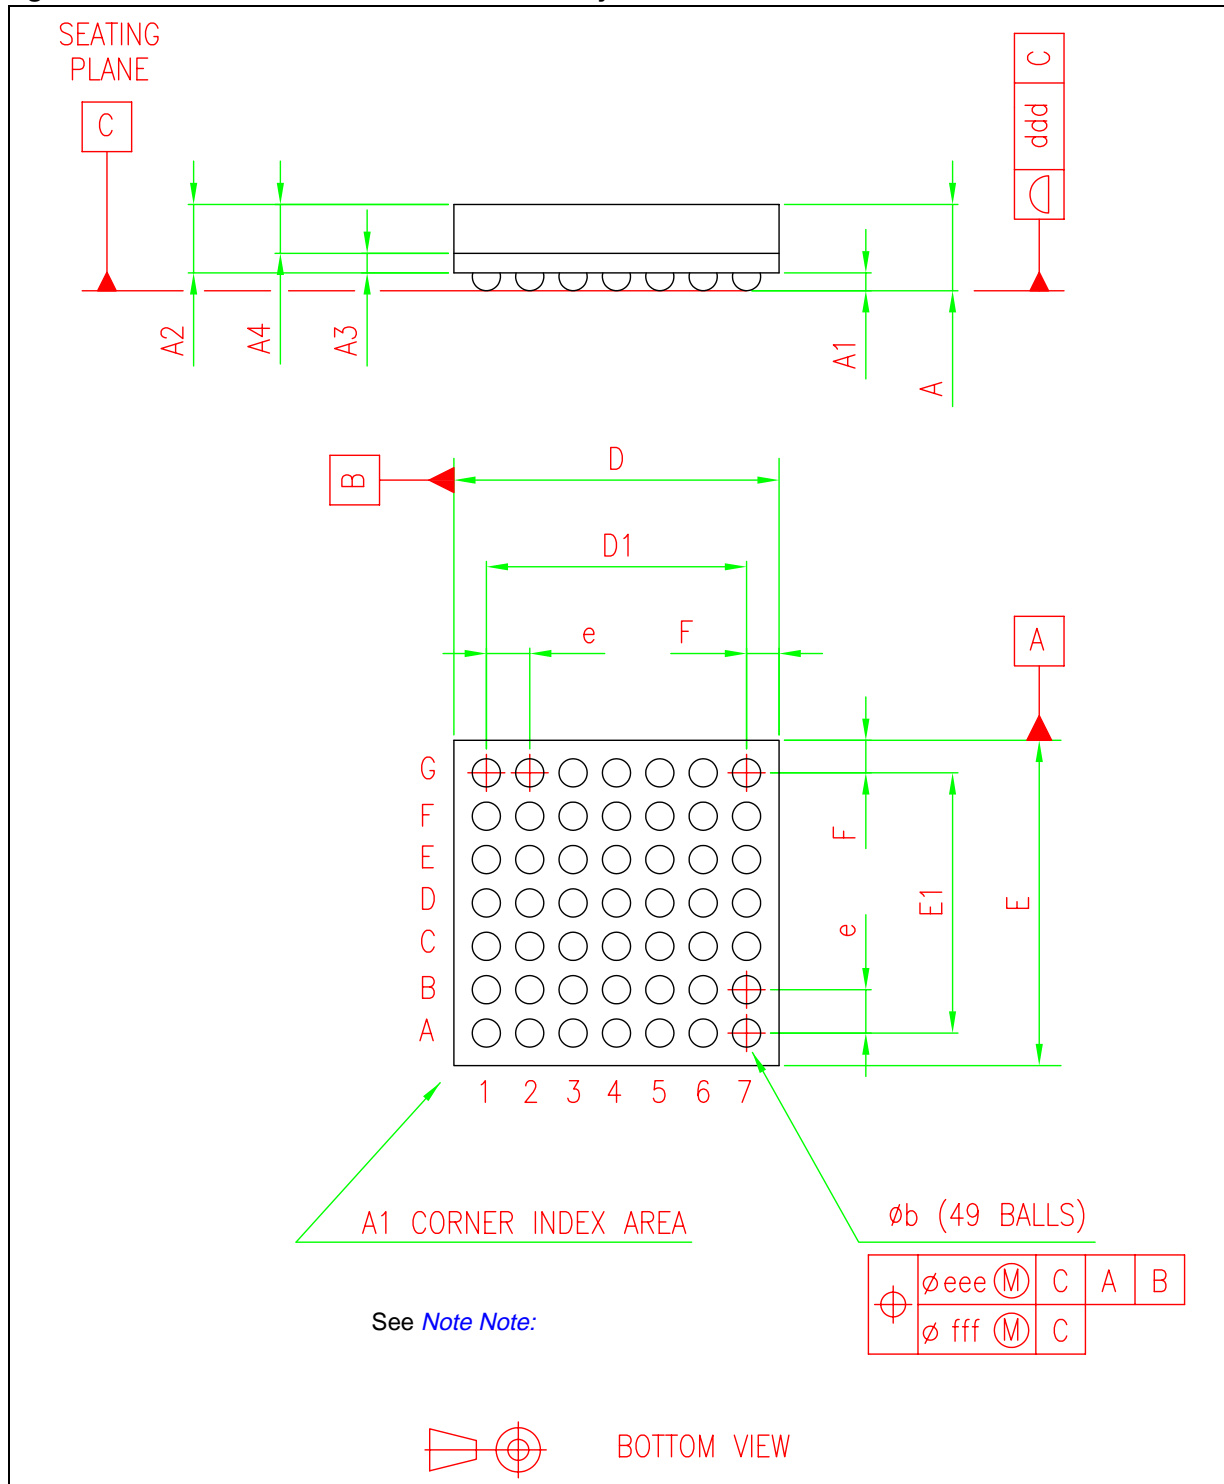 SEATING
PLANE
C
C
ddd
A2
A4
A3
A1
A
D
B
D1
e
F
A
G
F
E
D
C
B
A
F
E1
E
e
1 2 3 4 5 6 7
A1 CORNER INDEX AREA
øb (49 BALLS)
ø eee Ⓜ C A B
ø fff Ⓜ C
See Note Note:
BOTTOM VIEW